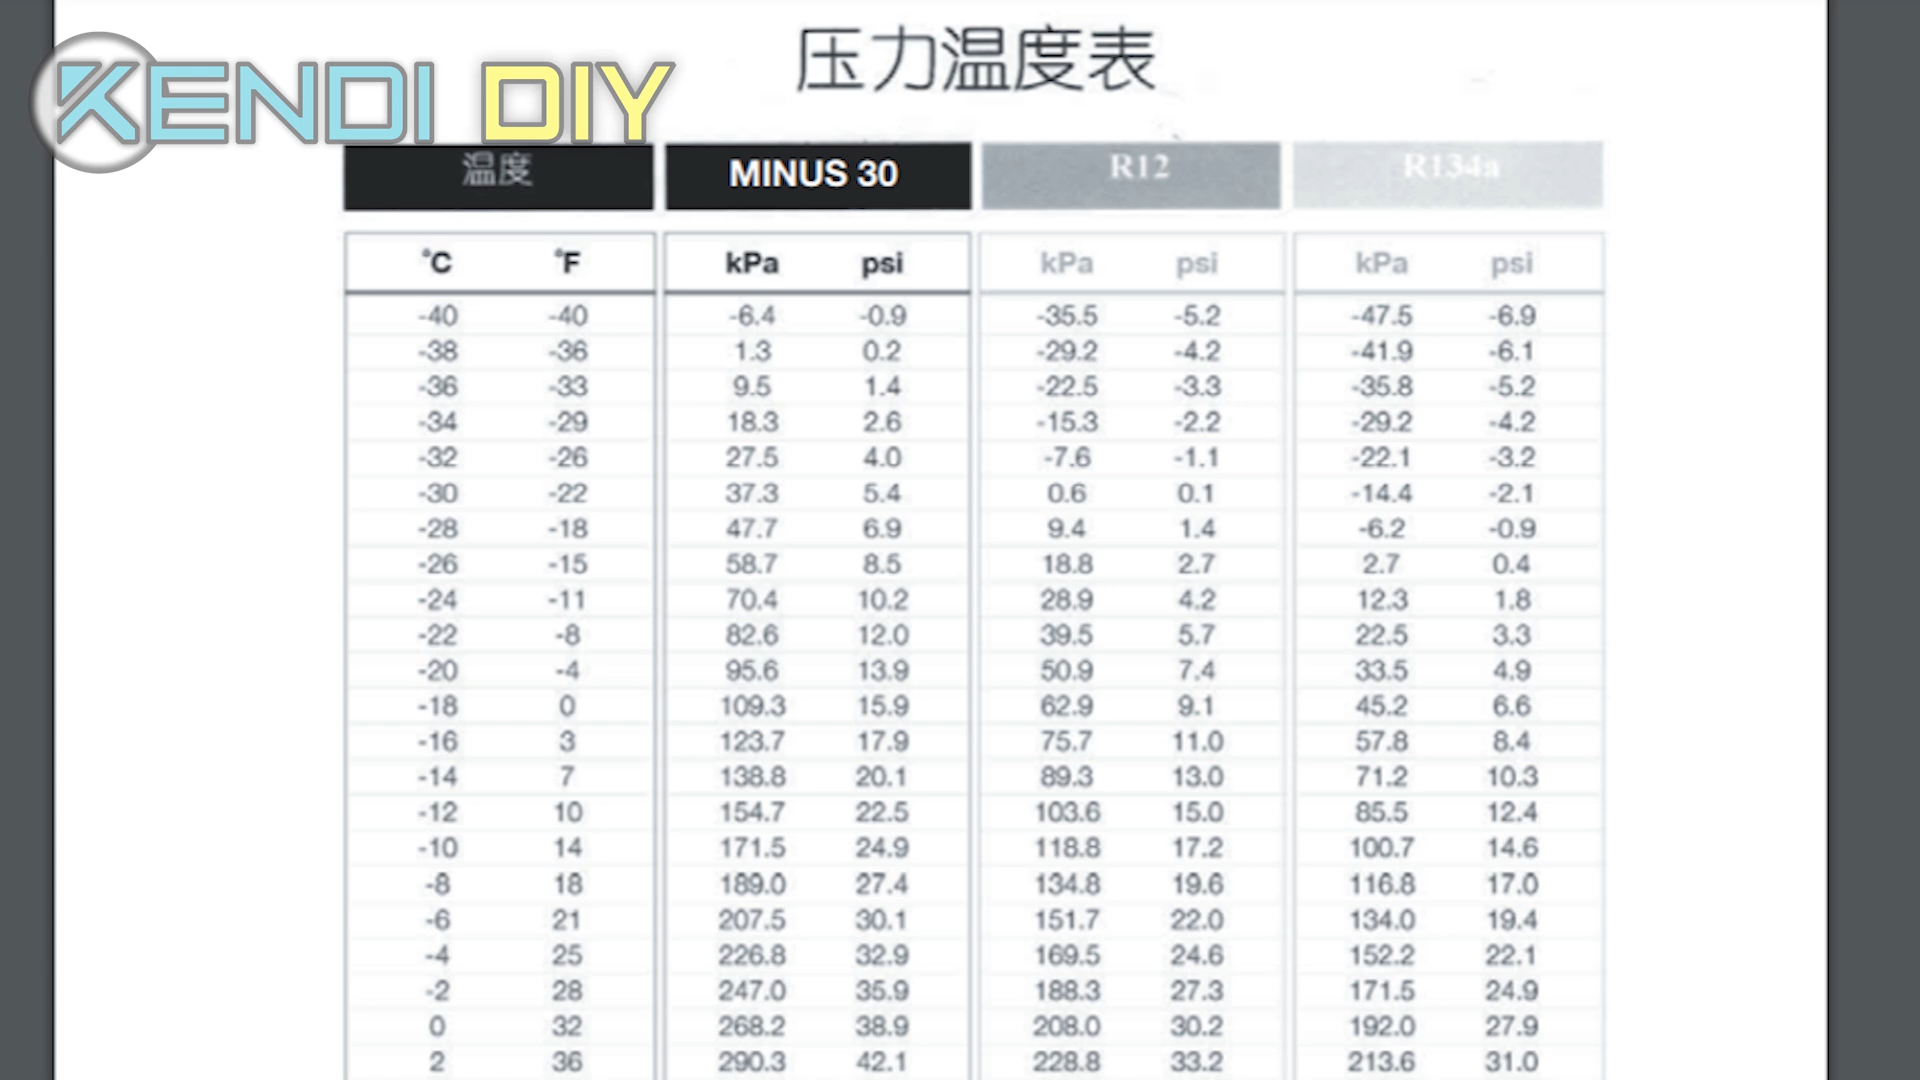 KENDI DIY
压力温度表
温度 MINUS 30 R12 R134a
°C °F kPa psi kPa psi kPa psi
-40 -40 -6.4 -0.9 -35.5 -5.2 -47.5 -6.9
-38 -36 1.3 0.2 -29.2 -4.2 -41.9 -6.1
-36 -33 9.5 1.4 -22.5 -3.3 -35.8 -5.2
-34 -29 18.3 2.6 -15.3 -2.2 -29.2 -4.2
-32 -26 27.5 4.0 -7.6 -1.1 -22.1 -3.2
-30 -22 37.3 5.4 0.6 0.1 -14.4 -2.1
-28 -18 47.7 6.9 9.4 1.4 -6.2 -0.9
-26 -15 58.7 8.5 18.8 2.7 2.7 0.4
-24 -11 70.4 10.2 28.9 4.2 12.3 1.8
-22 -8 82.6 12.0 39.5 5.7 22.5 3.3
-20 -4 95.6 13.9 50.9 7.4 33.5 4.9
-18 0 109.3 15.9 62.9 9.1 45.2 6.6
-16 3 123.7 17.9 75.7 11.0 57.8 8.4
-14 7 138.8 20.1 89.3 13.0 71.2 10.3
-12 10 154.7 22.5 103.6 15.0 85.5 12.4
-10 14 171.5 24.9 118.8 17.2 100.7 14.6
-8 18 189.0 27.4 134.8 19.6 116.8 17.0
-6 21 207.5 30.1 151.7 22.0 134.0 19.4
-4 25 226.8 32.9 169.5 24.6 152.2 22.1
-2 28 247.0 35.9 188.3 27.3 171.5 24.9
0 32 268.2 38.9 208.0 30.2 192.0 27.9
2 36 290.3 42.1 228.8 33.2 213.6 31.0